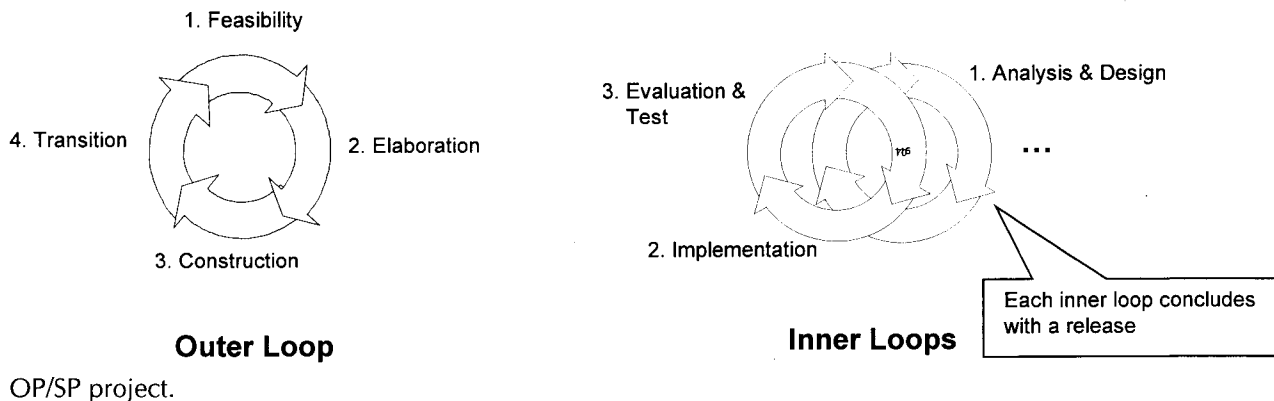 1. Feasibility
4. Transition
2. Elaboration
3. Construction
Outer Loop
3. Evaluation &
Test
1. Analysis & Design
...
2. Implementation
Each inner loop concludes
with a release
Inner Loops
OP/SP project.